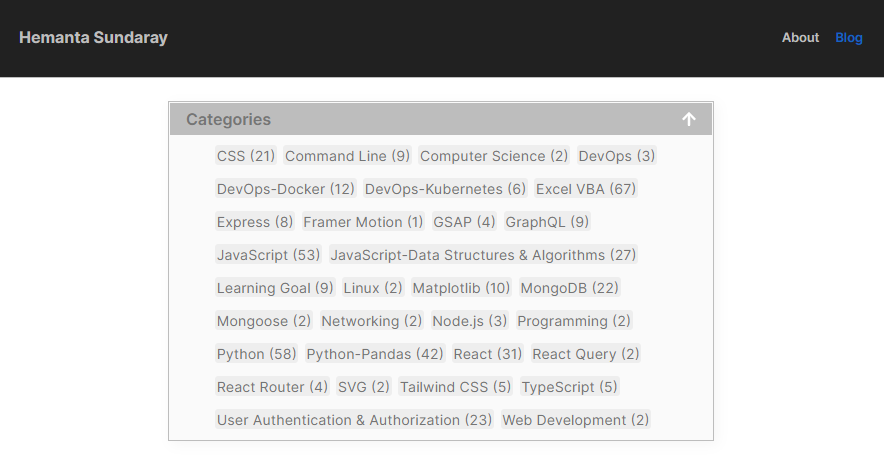 Hemanta Sundaray About Blog
Categories
CSS (21) Command Line (9) Computer Science (2) DevOps (3)
DevOps-Docker (12) DevOps-Kubernetes (6) Excel VBA (67)
Express (8) Framer Motion (1) GSAP (4) GraphQL (9)
JavaScript (53) JavaScript-Data Structures & Algorithms (27)
Learning Goal (9) Linux (2) Matplotlib (10) MongoDB (22)
Mongoose (2) Networking (2) Node.js (3) Programming (2)
Python (58) Python-Pandas (42) React (31) React Query (2)
React Router (4) SVG (2) Tailwind CSS (5) TypeScript (5)
User Authentication & Authorization (23) Web Development (2)